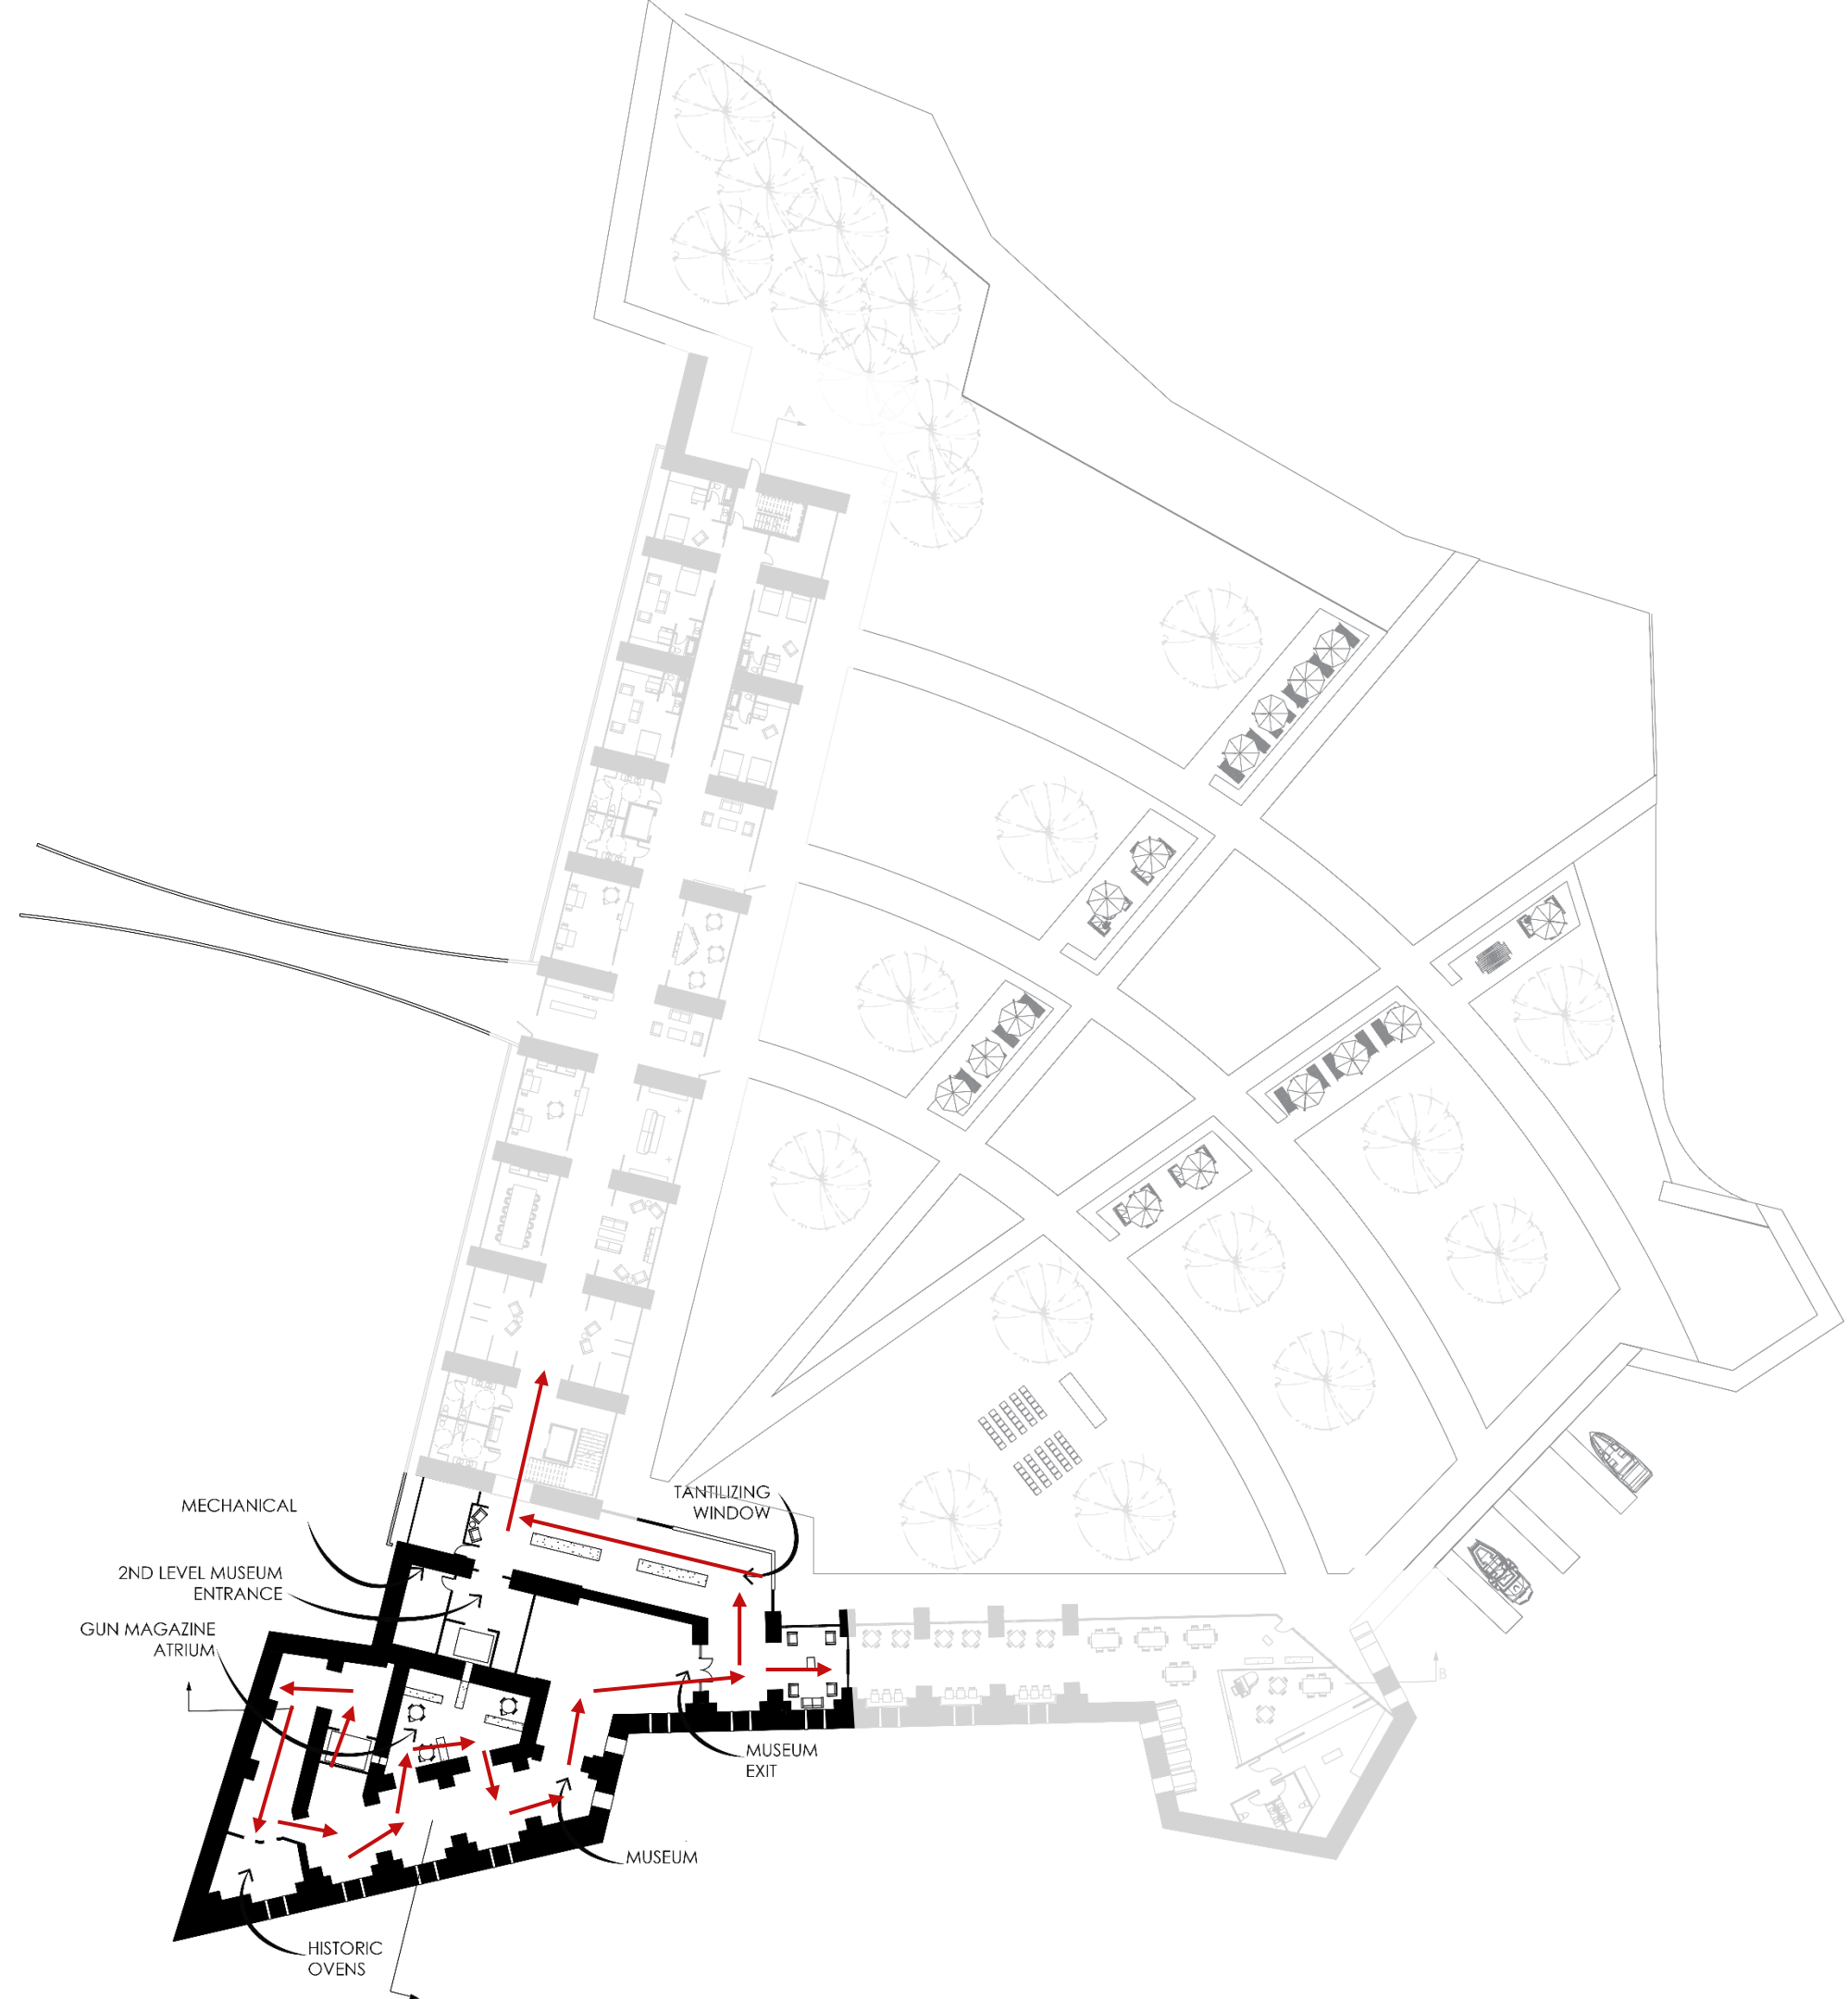 A
TANTILIZING
WINDOW
MECHANICAL
2ND LEVEL MUSEUM
ENTRANCE
GUN MAGAZINE
ATRIUM
B
MUSEUM
EXIT
MUSEUM
HISTORIC
OVENS